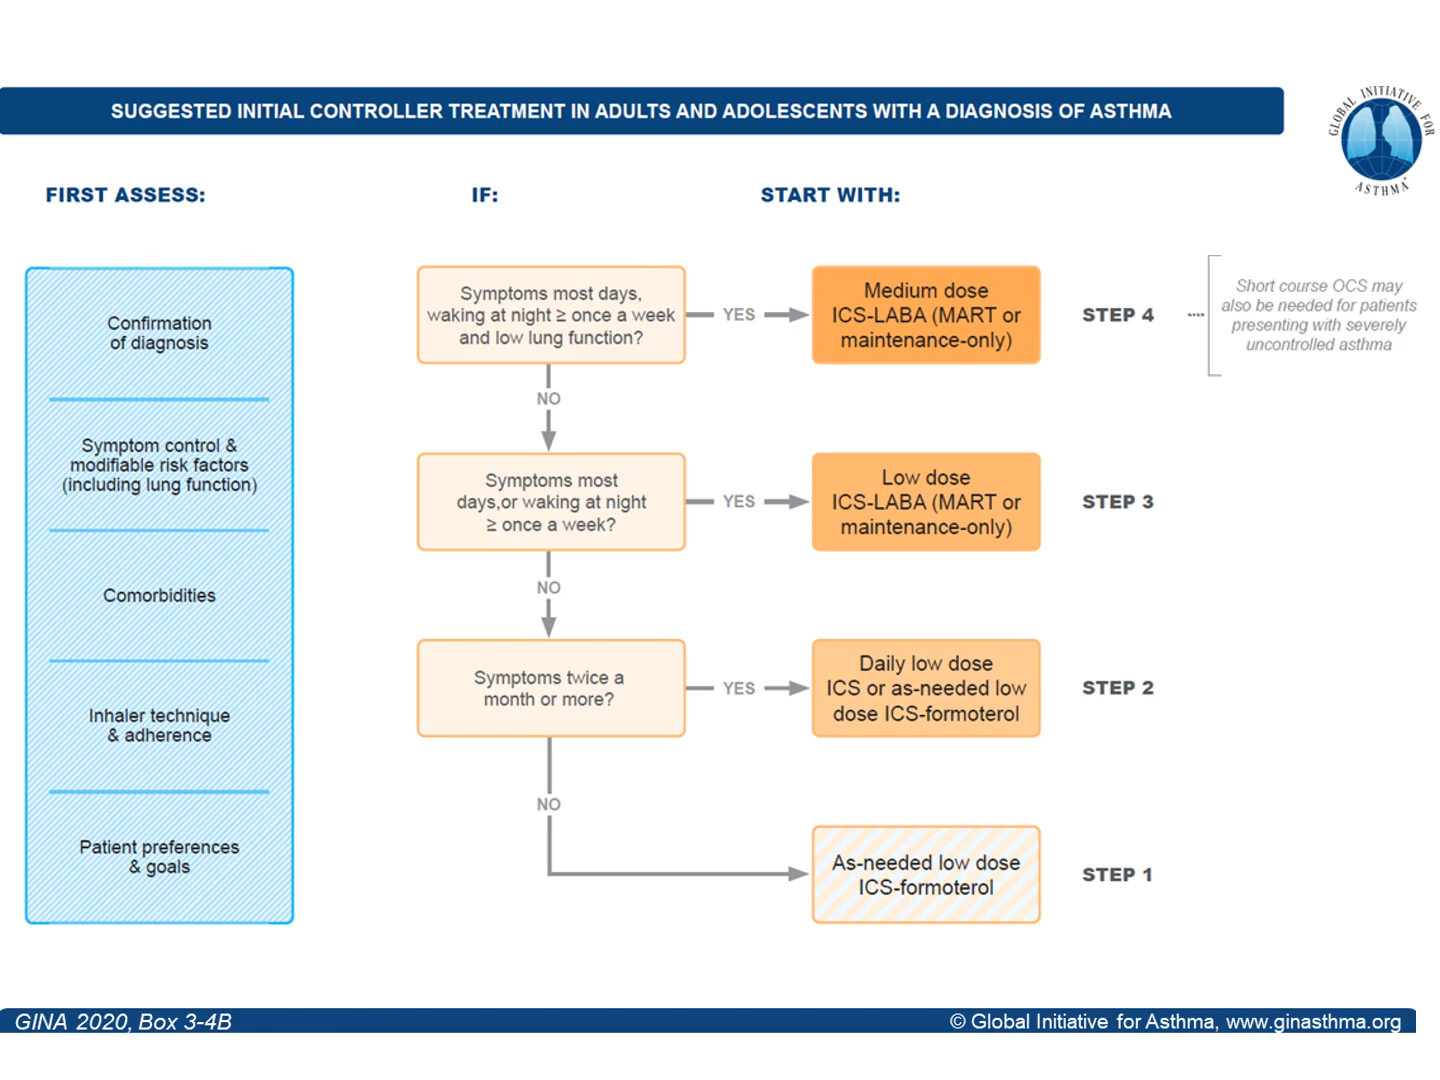 SUGGESTED INITIAL CONTROLLER TREATMENT IN ADULTS AND ADOLESCENTS WITH A DIAGNOSIS OF ASTHMA
GLOBAL INITIATIVE FOR
ASTHMA
FIRST ASSESS:
IF:
START WITH:
Confirmation
of diagnosis
Symptom control &
modifiable risk factors
(including lung function)
Comorbidities
Inhaler technique
& adherence
Patient preferences
& goals
Symptoms most days,
waking at night ≥ once a week
and low lung function?
YES
Medium dose
ICS-LABA (MART or
maintenance-only)
STEP 4
Short course OCS may
also be needed for patients
presenting with severely
uncontrolled asthma
NO
Symptoms most
days,or waking at night
≥ once a week?
YES
Low dose
ICS-LABA (MART or
maintenance-only)
STEP 3
NO
Symptoms twice a
month or more?
YES
Daily low dose
ICS or as-needed low
dose ICS-formoterol
STEP 2
NO
As-needed low dose
ICS-formoterol
STEP 1
GINA 2020, Box 3-4B
© Global Initiative for Asthma, www.ginasthma.org